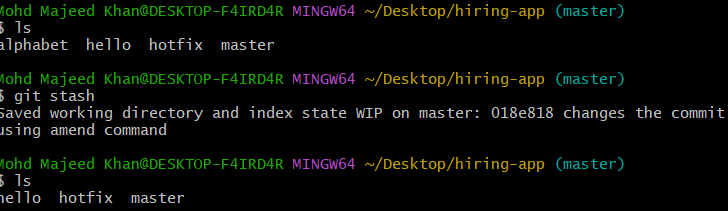 Mohd Majeed Khan@DESKTOP-F4IRD4R MINGW64 ~/Desktop/hiring-app (master)
$ ls
alphabet hello hotfix master
Mohd Majeed Khan@DESKTOP-F4IRD4R MINGW64 ~/Desktop/hiring-app (master)
$ git stash
Saved working directory and index state WIP on master: 018e818 changes the commit
using amend command
Mohd Majeed Khan@DESKTOP-F4IRD4R MINGW64 ~/Desktop/hiring-app (master)
$ ls
hello hotfix master